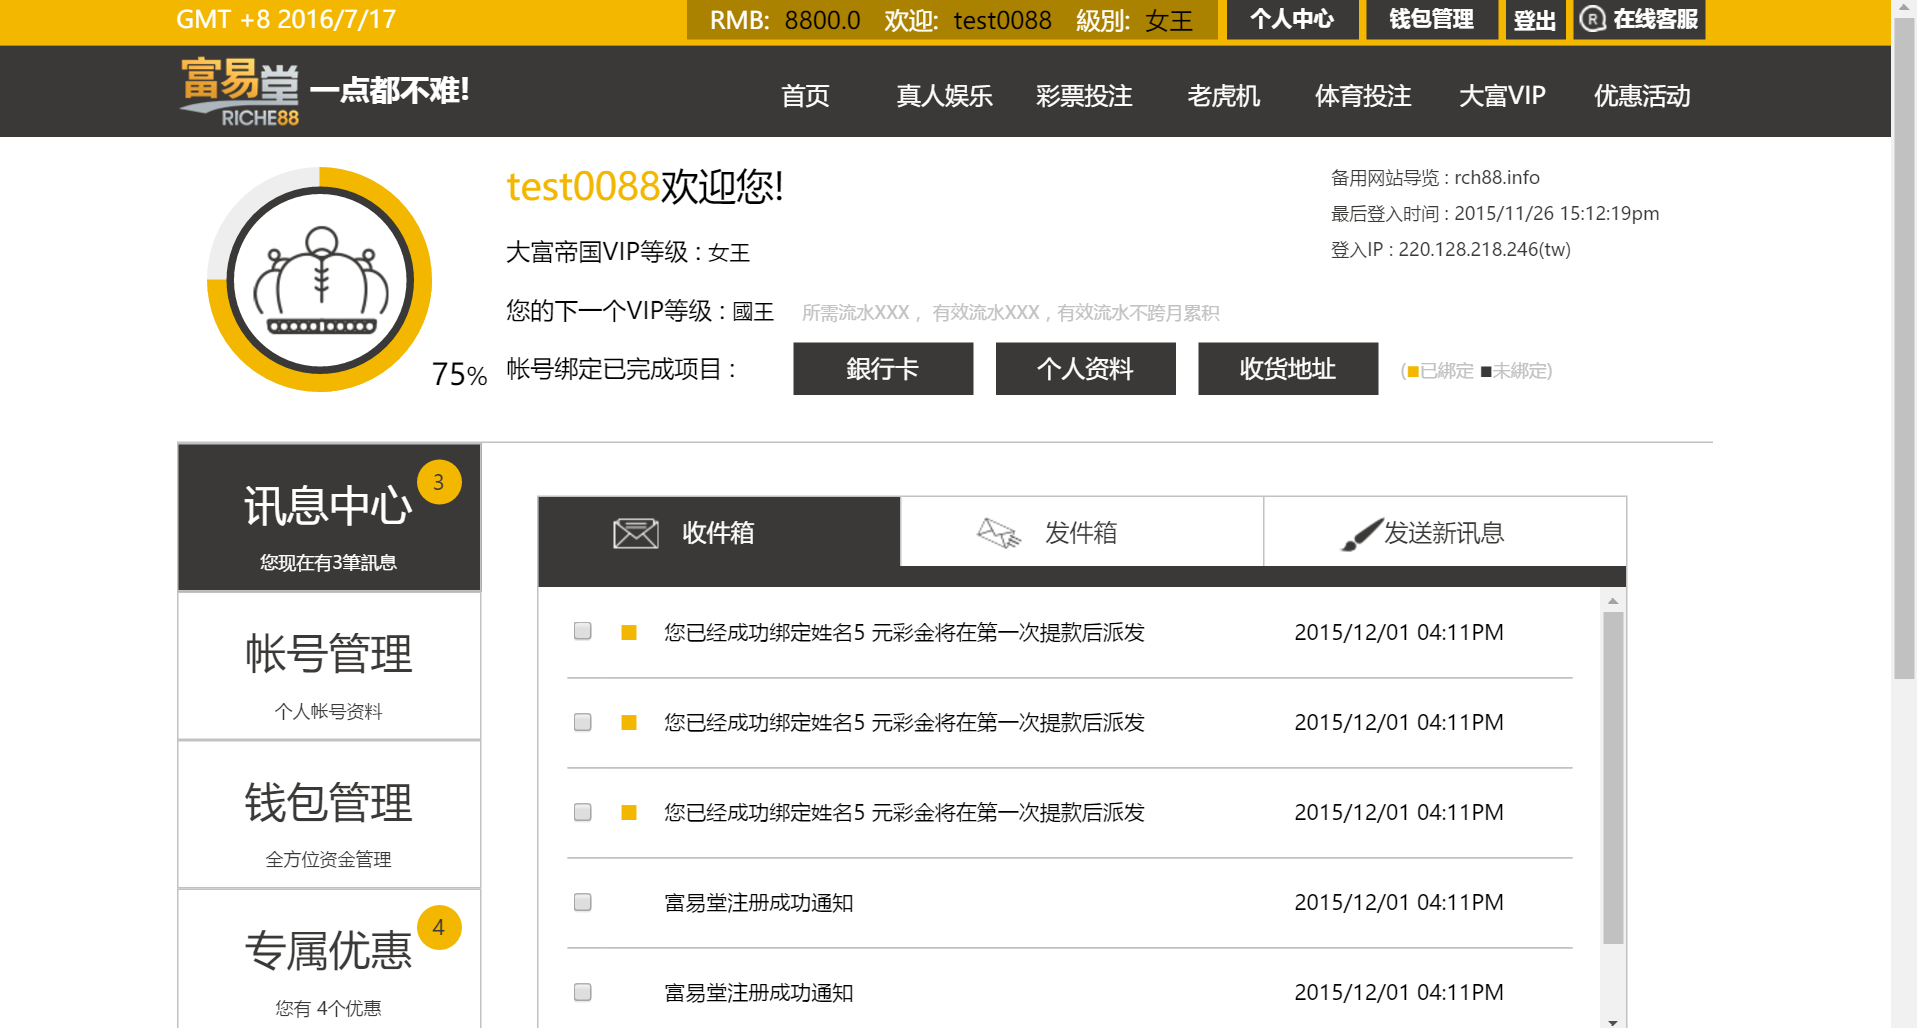 GMT +8 2016/7/17
RMB: 8800.0 欢迎: test0088 級別: 女王
个人中心
钱包管理
登出
R 在线客服
富易堂
RICHE88
一点都不难!
首页 真人娱乐 彩票投注 老虎机 体育投注 大富VIP 优惠活动
75%
test0088欢迎您!
大富帝国VIP等级 : 女王
您的下一个VIP等级 : 國王 所需流水XXX , 有效流水XXX , 有效流水不跨月累积
帐号绑定已完成项目 : 銀行卡 个人资料 收货地址 (■已綁定 ■未綁定)
备用网站导览 : rch88.info
最后登入时间 : 2015/11/26 15:12:19pm
登入IP : 220.128.218.246(tw)
讯息中心 3
您现在有3筆訊息
帐号管理
个人帐号资料
钱包管理
全方位资金管理
专属优惠 4
您有 4个优惠
收件箱 发件箱 发送新讯息
您已经成功绑定姓名5 元彩金将在第一次提款后派发 2015/12/01 04:11PM
您已经成功绑定姓名5 元彩金将在第一次提款后派发 2015/12/01 04:11PM
您已经成功绑定姓名5 元彩金将在第一次提款后派发 2015/12/01 04:11PM
富易堂注册成功通知 2015/12/01 04:11PM
富易堂注册成功通知 2015/12/01 04:11PM